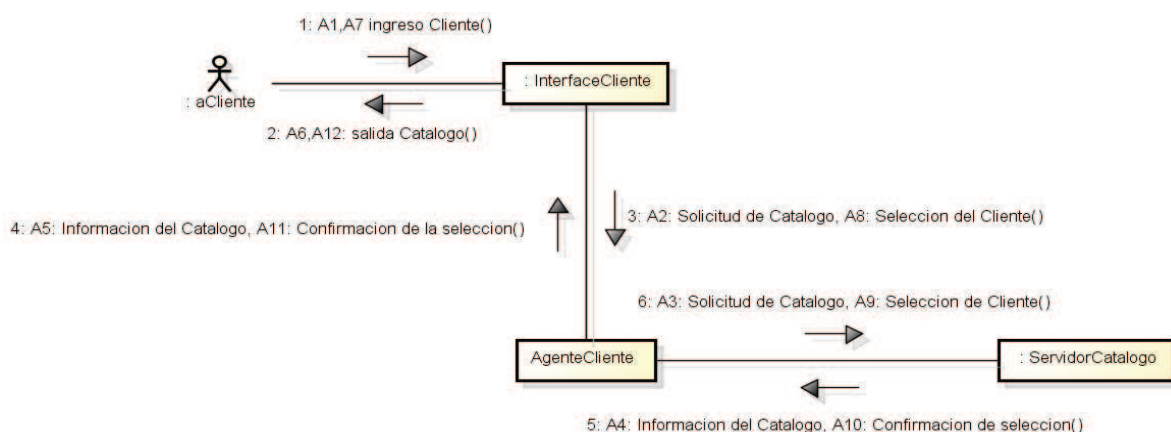 1: A1,A7 ingreso Cliente()
: InterfaceCliente
: aCliente
2: A6,A12: salida Catalogo()
3: A2: Solicitud de Catalogo, A8: Seleccion del Cliente()
4: A5: Informacion del Catalogo, A11: Confirmacion de la seleccion()
6: A3: Solicitud de Catalogo, A9: Seleccion de Cliente()
AgenteCliente
: ServidorCatalogo
5: A4: Informacion del Catalogo, A10: Confirmacion de seleccion()